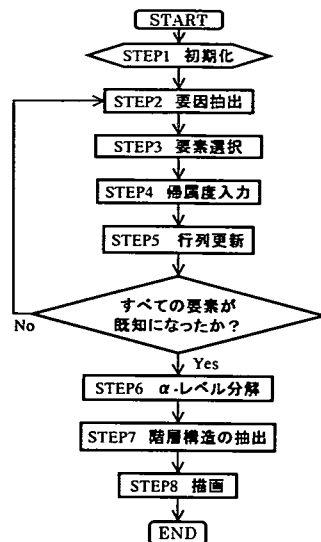 START
STEP1 初期化
STEP2 要因抽出
STEP3 要素選択
STEP4 帰属度入力
STEP5 行列更新
すべての要素が
既知になったか?
No
Yes
STEP6 α-レベル分解
STEP7 階層構造の抽出
STEP8 描画
END